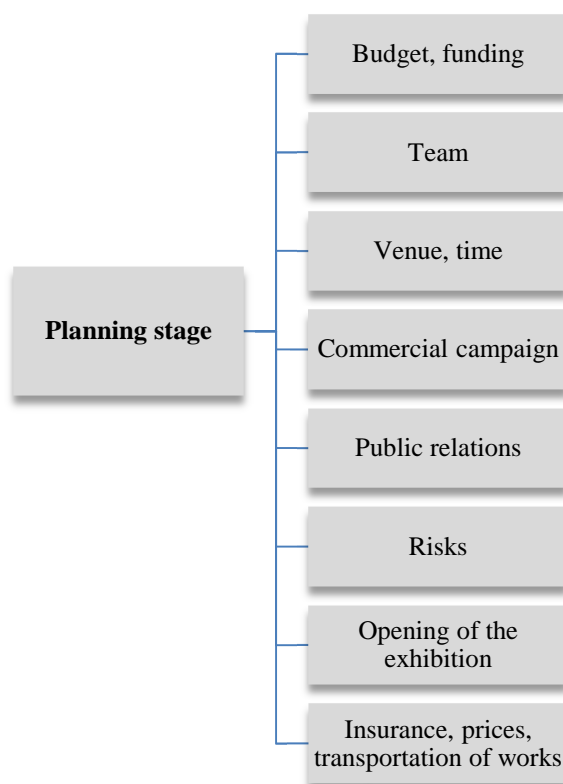 Budget, funding
Team
Venue, time
Planning stage
Commercial campaign
Public relations
Risks
Opening of the
exhibition
Insurance, prices,
transportation of works